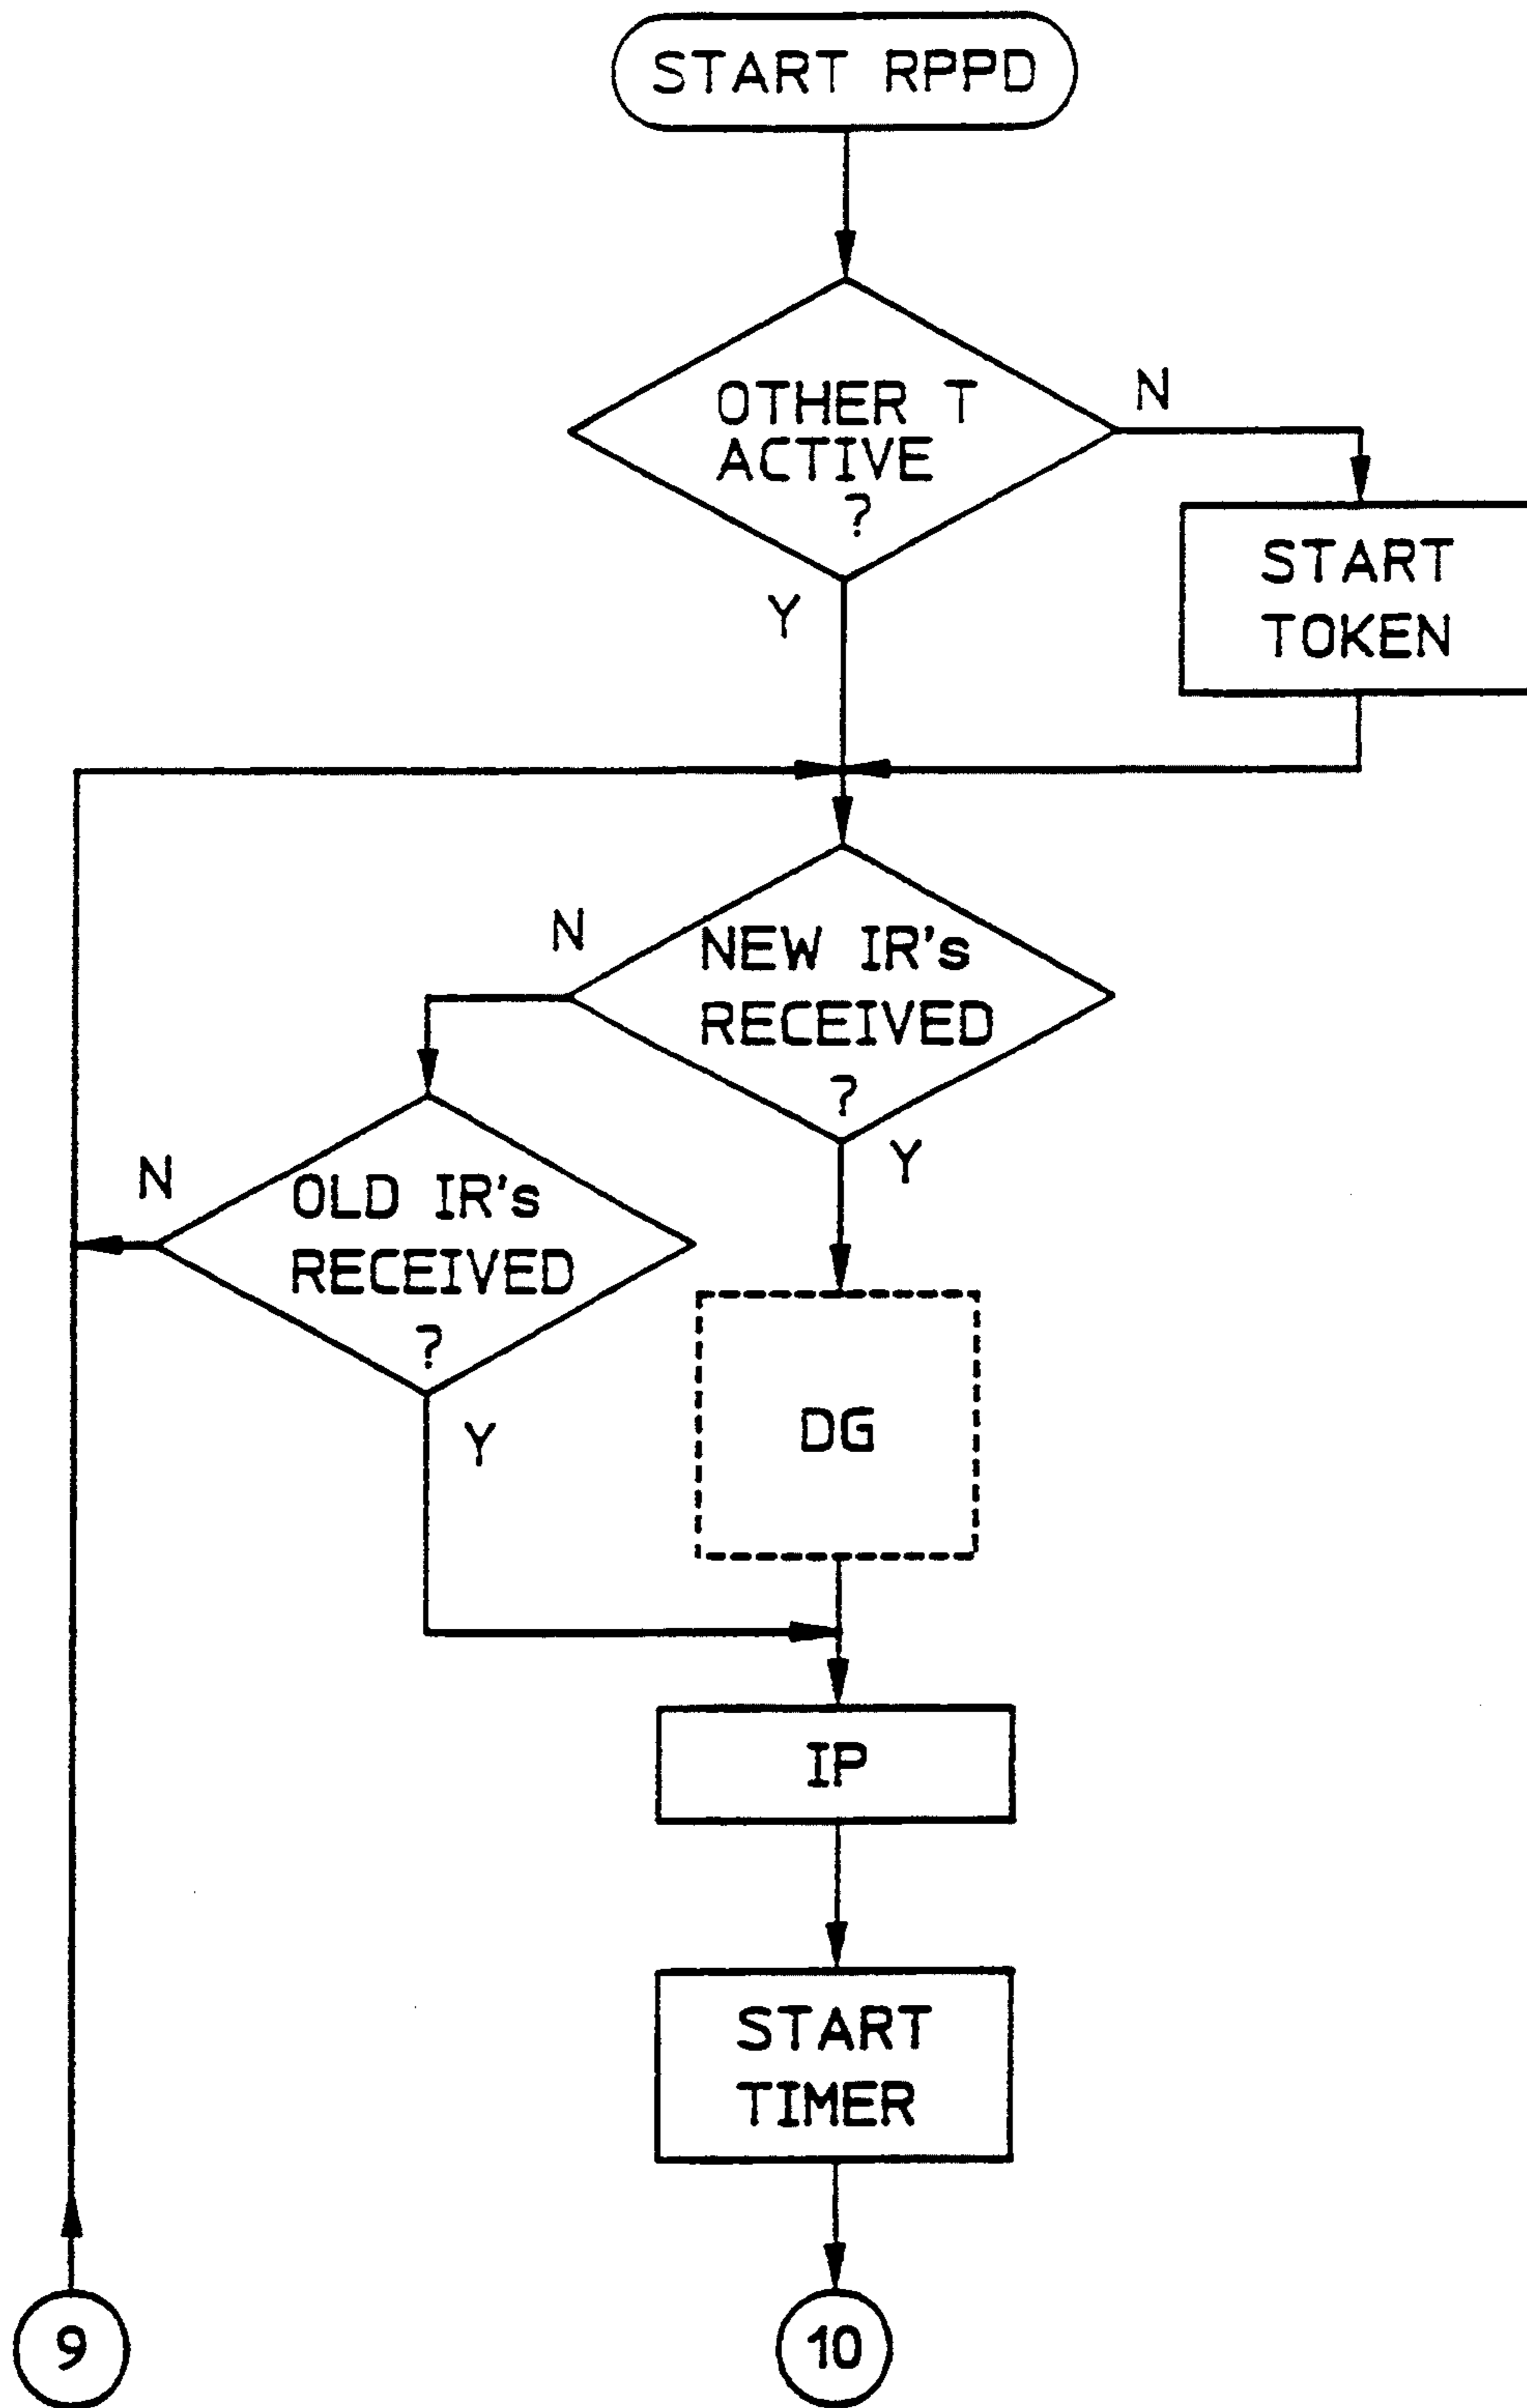 START RPPD
OTHER T
ACTIVE
?
N
Y
START
TOKEN
N
NEW IR's
RECEIVED
?
Y
N
OLD IR's
RECEIVED
?
Y
DG
IP
START
TIMER
9
10